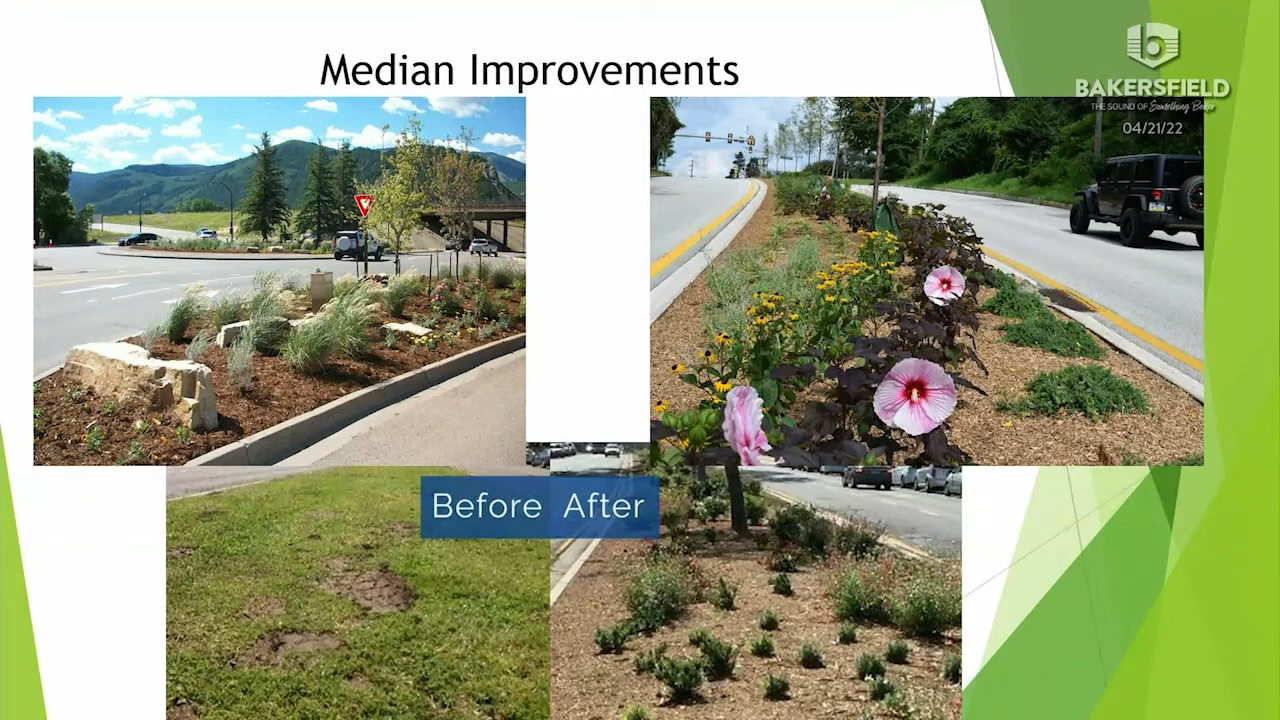 Median Improvements
BAKERSFIELD
THE SOUND OF Something Better
04/21/22
Before After